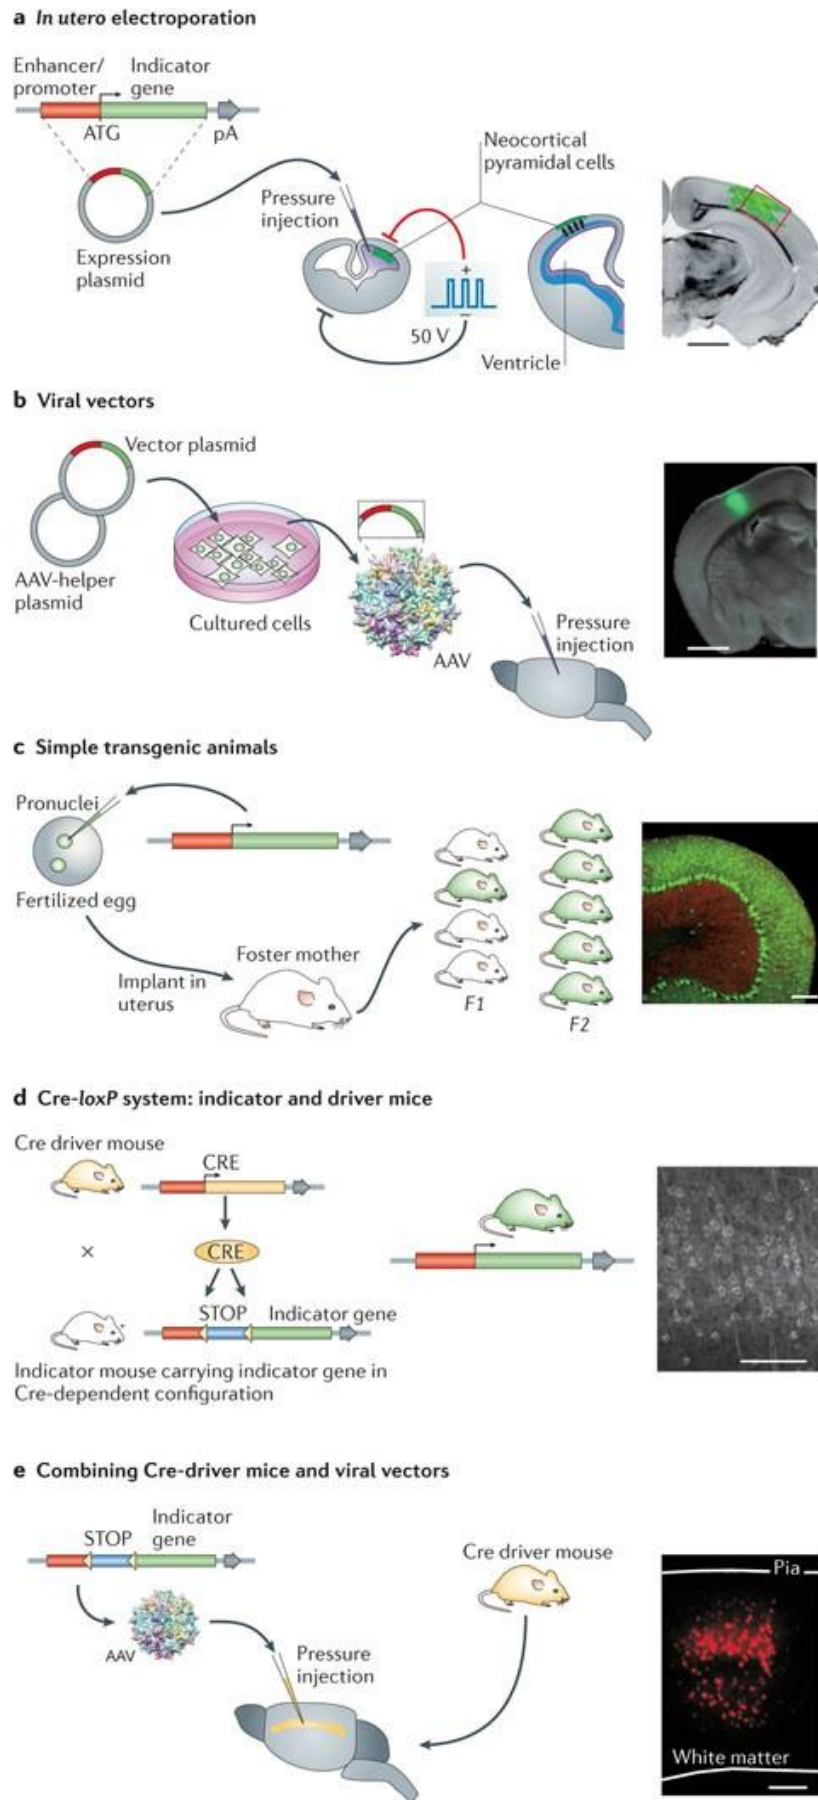 a In utero electroporation
Enhancer/
promoter
Indicator
gene
ATG
pA
Expression
plasmid
Pressure
injection
Neocortical
pyramidal cells
+
−
50 V
Ventricle
b Viral vectors
Vector plasmid
AAV-helper
plasmid
Cultured cells
AAV
Pressure
injection
c Simple transgenic animals
Pronuclei
Fertilized egg
Implant in
uterus
Foster mother
F1
F2
d Cre-loxP system: indicator and driver mice
Cre driver mouse
CRE
×
CRE
STOP
Indicator gene
Indicator mouse carrying indicator gene in
Cre-dependent configuration
e Combining Cre-driver mice and viral vectors
STOP
Indicator
gene
AAV
Pressure
injection
Cre driver mouse
Pia
White matter